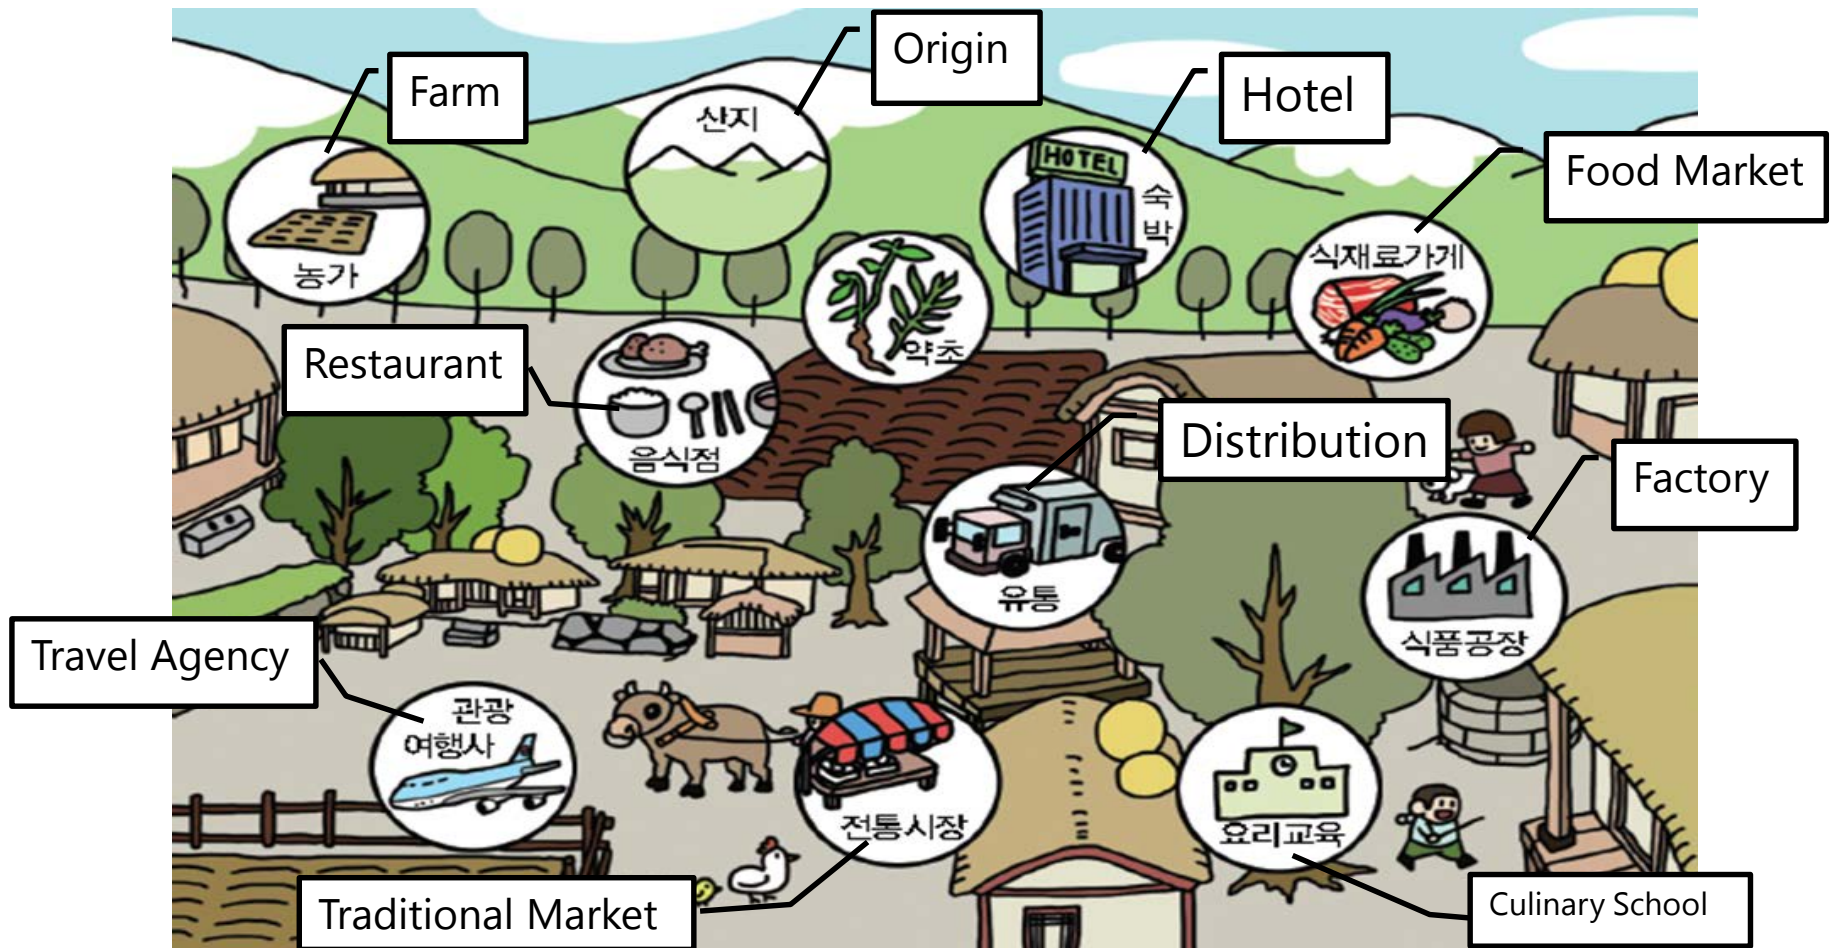 Origin
Farm
Hotel
산지
HOTEL
Food Market
숙
박
식재료가게
농가
약초
Restaurant
음식점
Distribution
Factory
유통
식품공장
Travel Agency
관광
여행사
전통시장
요리교육
Traditional Market
Culinary School